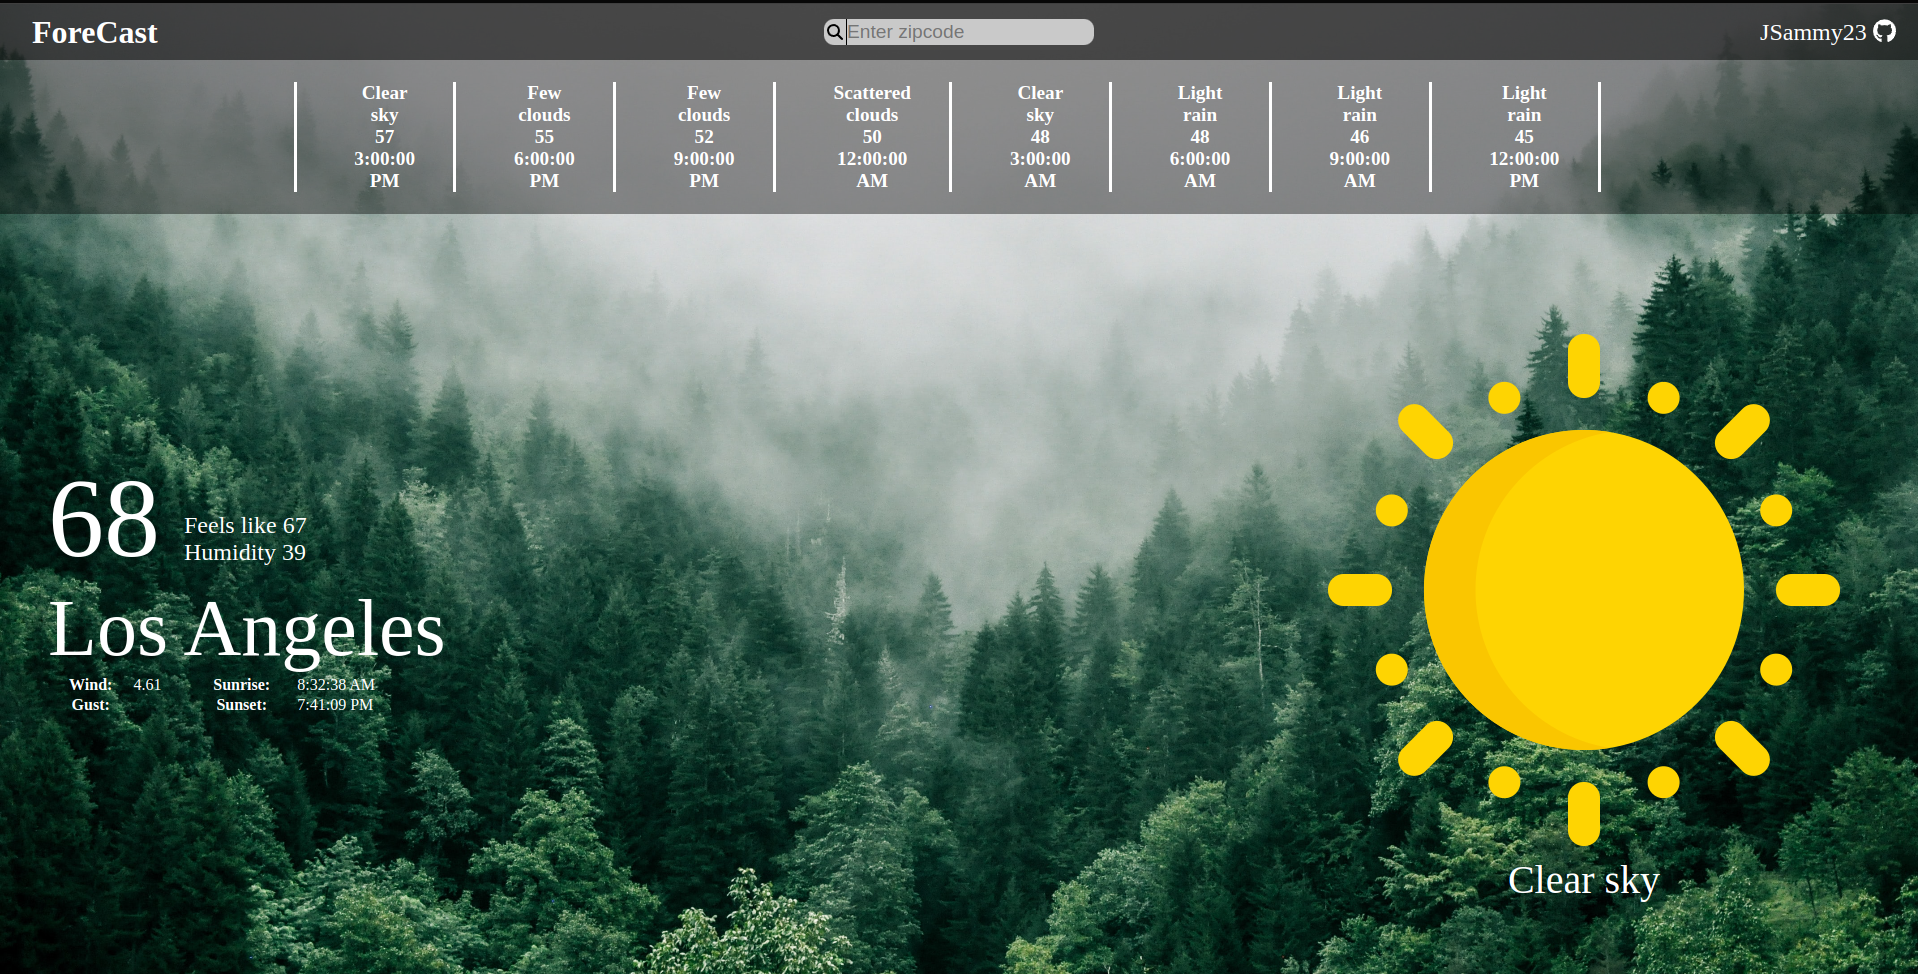 ForeCast
Enter zipcode
JSammy23
Clear
sky
57
3:00:00
PM
Few
clouds
55
6:00:00
PM
Few
clouds
52
9:00:00
PM
Scattered
clouds
50
12:00:00
AM
Clear
sky
48
3:00:00
AM
Light
rain
48
6:00:00
AM
Light
rain
46
9:00:00
AM
Light
rain
45
12:00:00
PM
68
Feels like 67
Humidity 39
Los Angeles
Wind: 4.61 Sunrise: 8:32:38 AM
Gust: Sunset: 7:41:09 PM
Clear sky